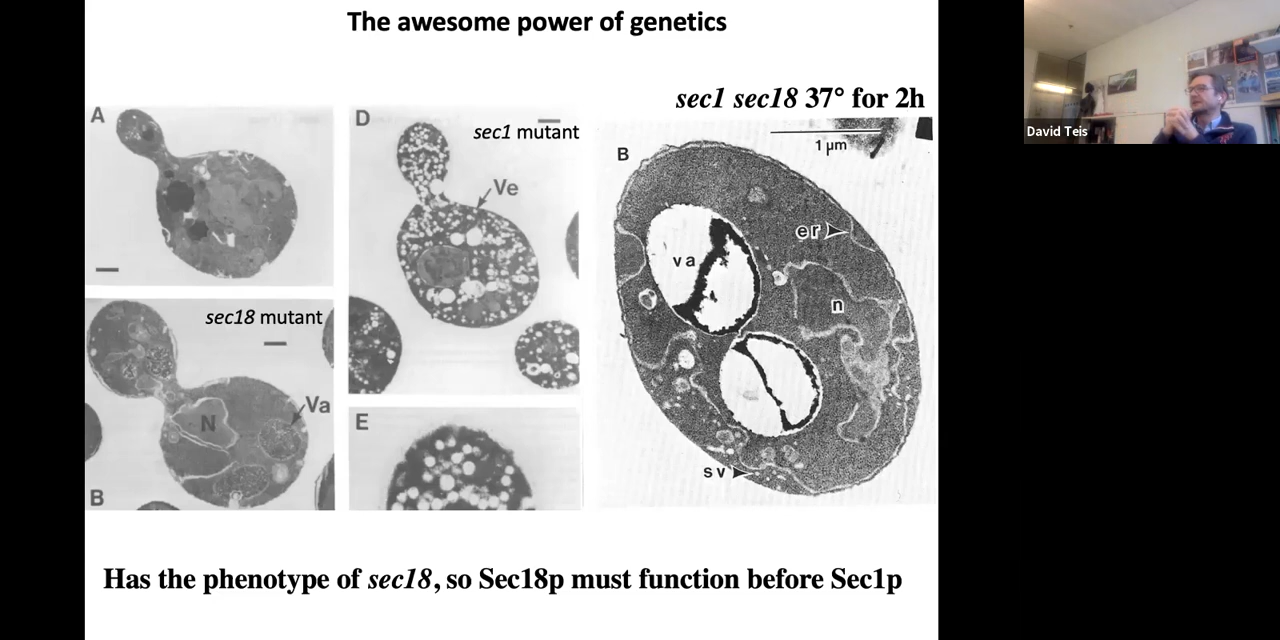 The awesome power of genetics
sec1 sec18 37° for 2h
A
D
sec1 mutant
Ve
B
1 μm
er
va
n
sec18 mutant
Va
N
B
E
sv
Has the phenotype of sec18, so Sec18p must function before Sec1p
David Teis